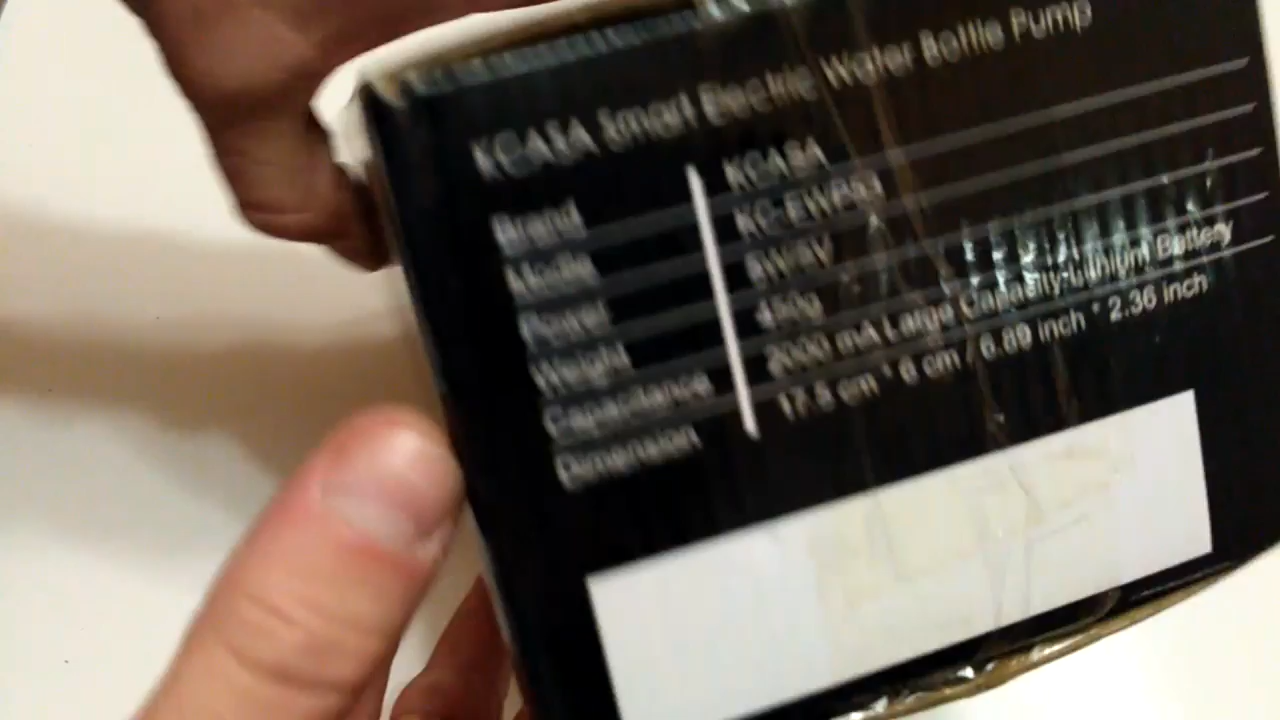 KCASA Smart Electric Water Bottle Pump
Brand KCASA
Mode
Power
Weight 450g
Capacitance 2000 mA Large Capacity Lithium Battery
Dimension 17.5 cm * 6 cm / 6.89 inch * 2.36 inch